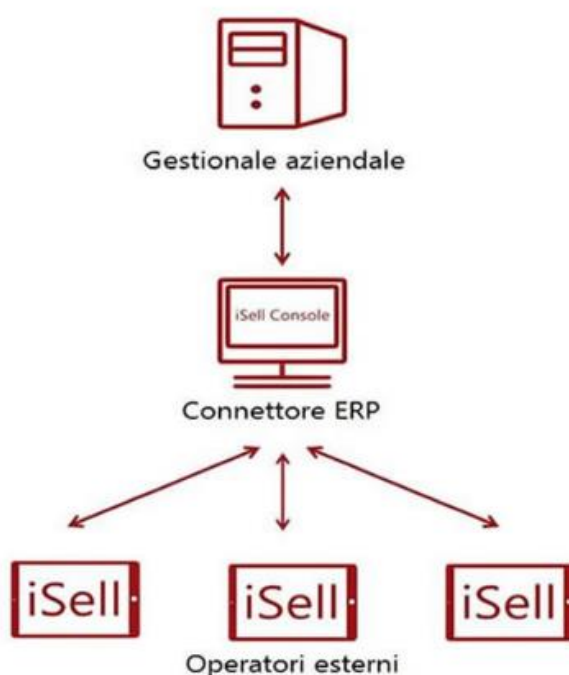 Gestionale aziendale
iSell Console
Connettore ERP
iSell
iSell
iSell
Operatori esterni